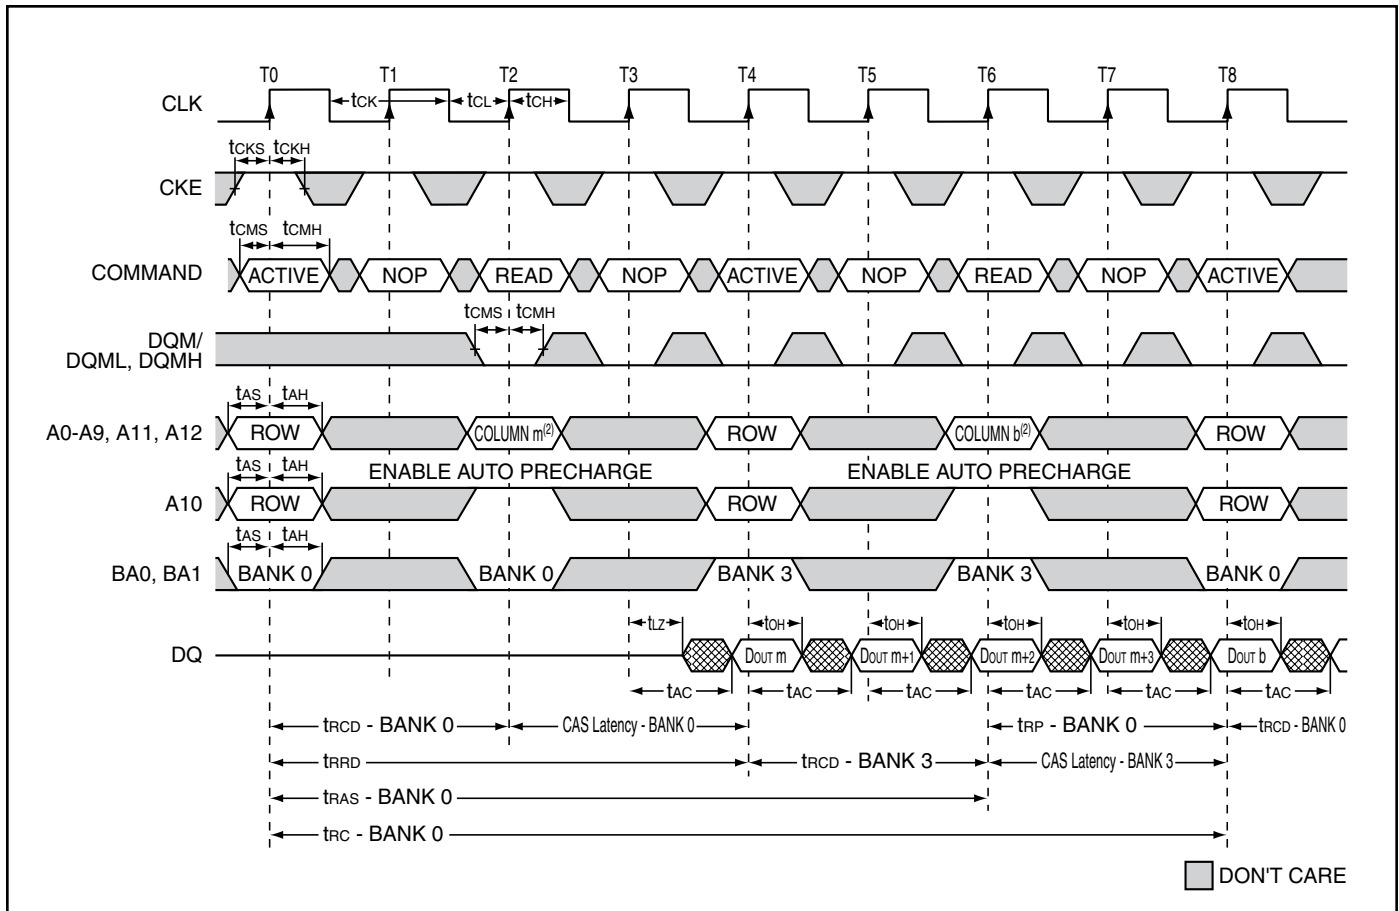 T0 T1 T2 T3 T4 T5 T6 T7 T8
CLK tCK tCL tCH
tCKS tCKH
CKE
tCMS tCMH
COMMAND ACTIVE NOP READ NOP ACTIVE NOP READ NOP ACTIVE
tCMS tCMH
DQM/
DQML, DQMH
tAS tAH
A0-A9, A11, A12 ROW COLUMN m(2) ROW COLUMN b(2) ROW
tAS tAH ENABLE AUTO PRECHARGE ENABLE AUTO PRECHARGE
A10 ROW ROW ROW
tAS tAH
BA0, BA1 BANK 0 BANK 0 BANK 3 BANK 3 BANK 0
tLZ tOH tOH tOH tOH tOH
DQ DOUT m DOUT m+1 DOUT m+2 DOUT m+3 DOUT b
tAC tAC tAC tAC tAC tAC
tRCD - BANK 0 CAS Latency - BANK 0 tRP - BANK 0 tRCD - BANK 0
tRRD tRCD - BANK 3 CAS Latency - BANK 3
tRAS - BANK 0
tRC - BANK 0
DON'T CARE